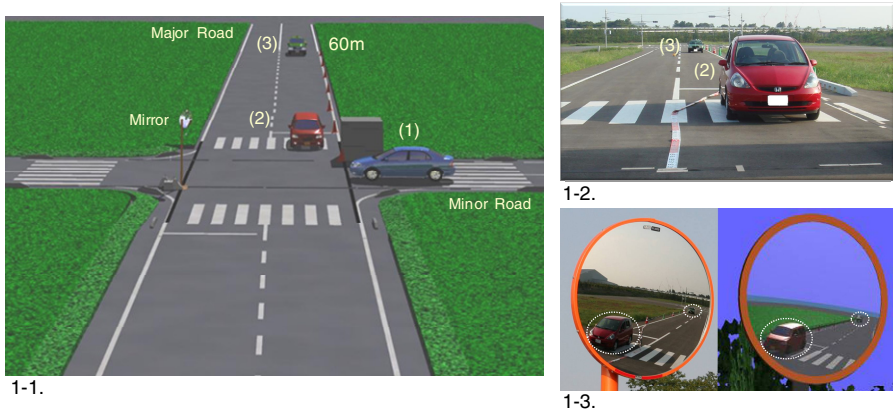 Major Road
(3)
60m
Mirror
(2)
(1)
Minor Road
1-1.
(3)
(2)
1-2.
1-3.